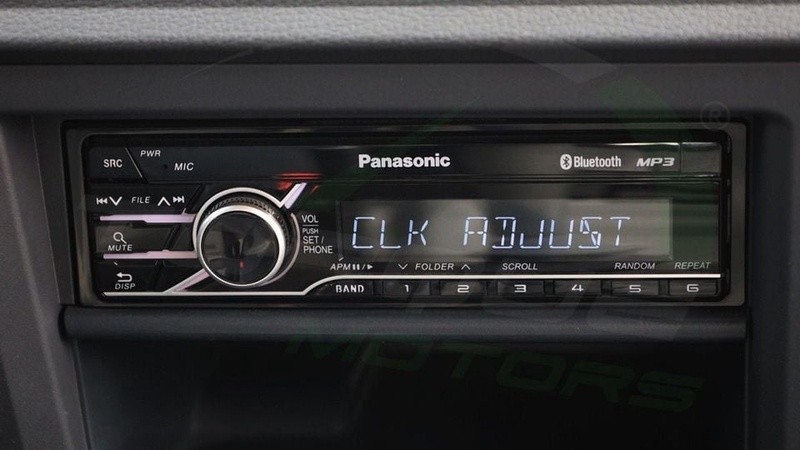 SRC
PWR
MIC
Panasonic
Bluetooth
MP3
FILE
MUTE
DISP
VOL
PUSH
SET/
PHONE
CLK ADJUST
APM
FOLDER
SCROLL
RANDOM
REPEAT
BAND 1 2 3 4 5 6
®
MOTORS